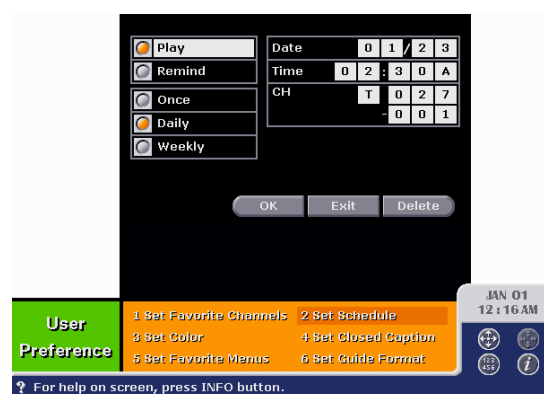 Play
Remind
Once
Daily
Weekly
Date 0 1 / 2 3
Time 0 2 : 3 0 A
CH T 0 2 7
- 0 0 1
OK Exit Delete
JAN 01
12 : 16 AM
User
Preference
1 Set Favorite Channels 2 Set Schedule
3 Set Color 4 Set Closed Caption
5 Set Favorite Menus 6 Set Guide Format
123
456
i
? For help on screen, press INFO button.